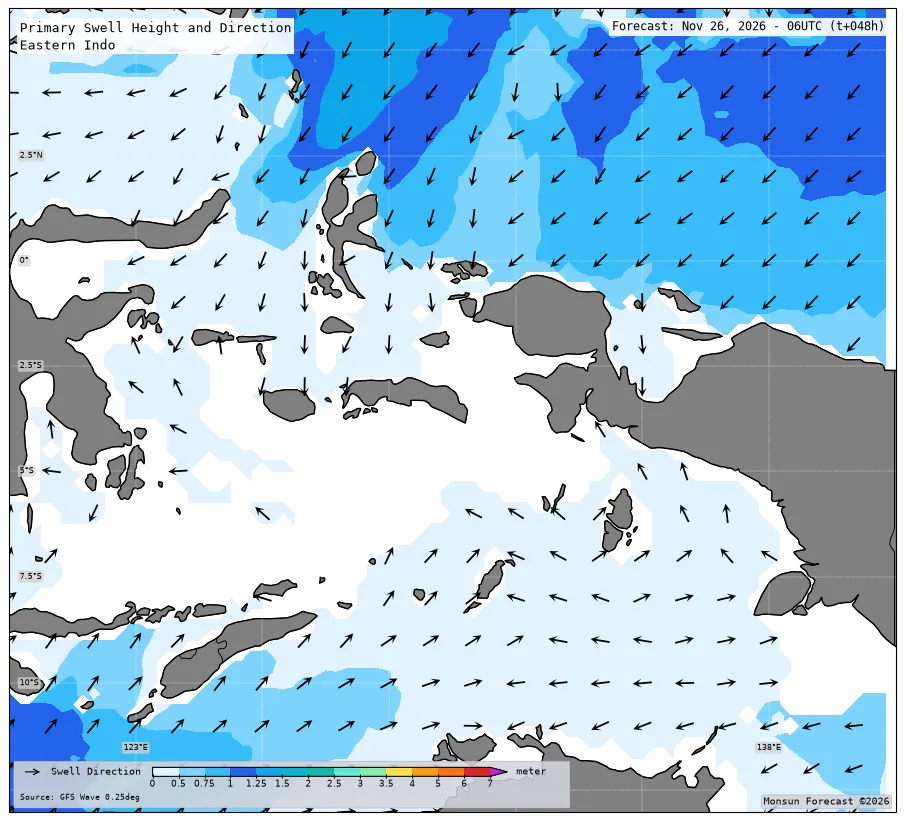 Primary Swell Height and Direction
Eastern Indo
Forecast: Nov 26, 2026 - 06UTC (t+048h)
2.5°N
0°
2.5°S
5°S
7.5°S
10°S
123°E
138°E
Swell Direction
0 0.5 0.75 1 1.25 1.5 2 2.5 3 3.5 4 5 6 7
meter
Source: GFS Wave 0.25deg
Monsun Forecast ©2026